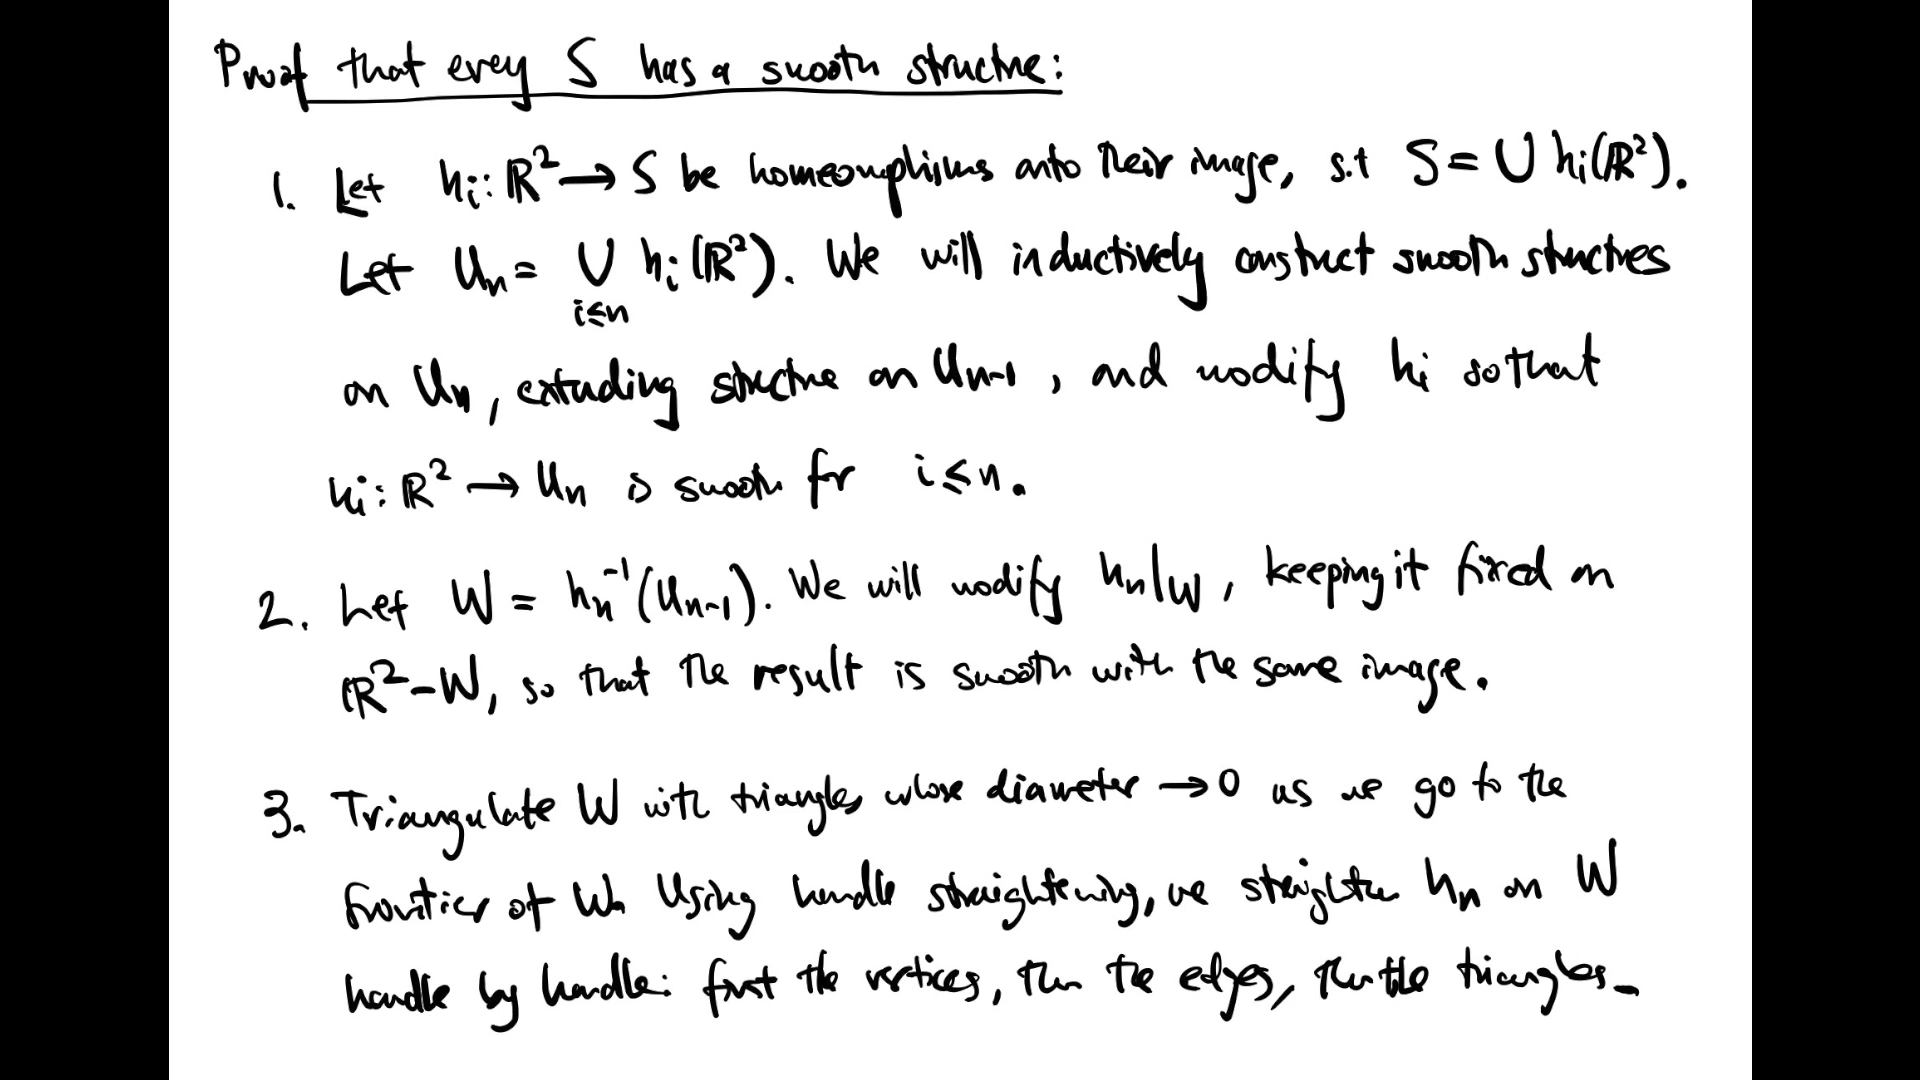 Proof that every S has a smooth structure:
1. Let hᵢ: ℝ² → S be homeomorphisms onto their image, s.t S = ∪ hᵢ(ℝ²).
Let Uₙ = ∪ hᵢ(ℝ²). We will inductively construct smooth structures
i≤n
on Uₙ, extending structure on Uₙ₋₁, and modify hᵢ so that
hᵢ: ℝ² → Uₙ is smooth for i ≤ n.
2. Let W = hₙ⁻¹(Uₙ₋₁). We will modify hₙ|W, keeping it fixed on
ℝ² - W, so that the result is smooth with the same image.
3. Triangulate W with triangles whose diameter → 0 as we go to the
frontier of W. Using handle straightening, we straighten hₙ on W
handle by handle: first the vertices, then the edges, then the triangles.